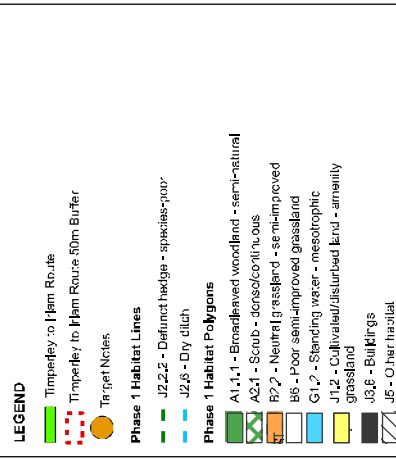 LEGEND
Timperley to Irlam Route
Timperley to Irlam Route 50m Buffer
Target Notes
Phase 1 Habitat Lines
J2.2.2 - Defunct hedge - species-poor
J2.6 - Dry ditch
Phase 1 Habitat Polygons
A1.1.1 - Broadleaved woodland - semi-natural
A2.1 - Scrub - dense/continuous
B2.2 - Neutral grassland - semi-improved
B6 - Poor semi-improved grassland
G1.2 - Standing water - mesotrophic
J1.2 - Cultivated/disturbed land - amenity
grassland
J3.6 - Buildings
J5 - Other habitat